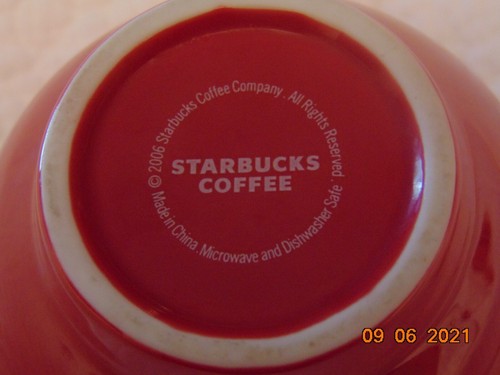 © 2006 Starbucks Coffee Company . All Rights Reserved .
STARBUCKS
COFFEE
Made in China. Microwave and Dishwasher Safe .
09 06 2021